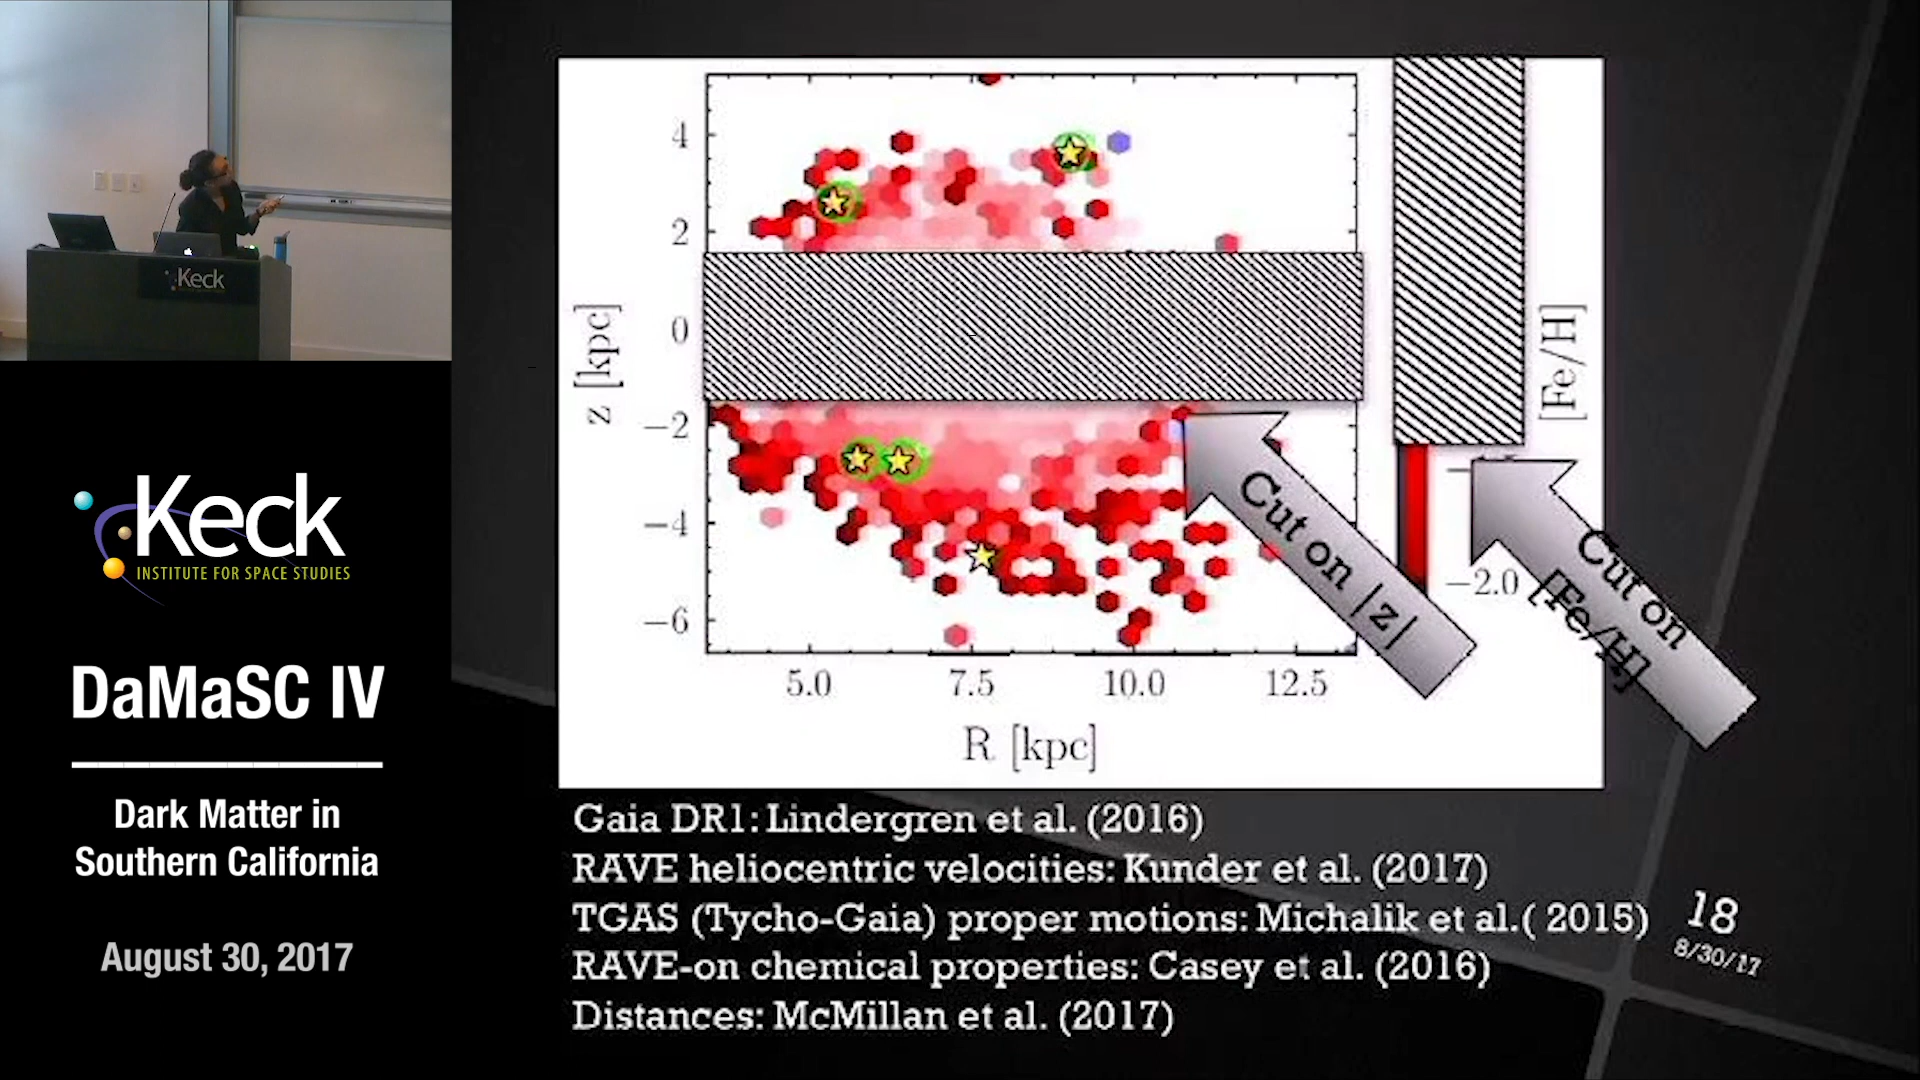 Keck
Keck
INSTITUTE FOR SPACE STUDIES
DaMaSC IV
Dark Matter in
Southern California
August 30, 2017
4
2
0
−2
−4
−6
z [kpc]
5.0 7.5 10.0 12.5
R [kpc]
[Fe/H]
−2.0
Cut on |z|
Cut on
[Fe/H]
Gaia DR1: Lindergren et al. (2016)
RAVE heliocentric velocities: Kunder et al. (2017)
TGAS (Tycho-Gaia) proper motions: Michalik et al.( 2015)
RAVE-on chemical properties: Casey et al. (2016)
Distances: McMillan et al. (2017)
18
8/30/17